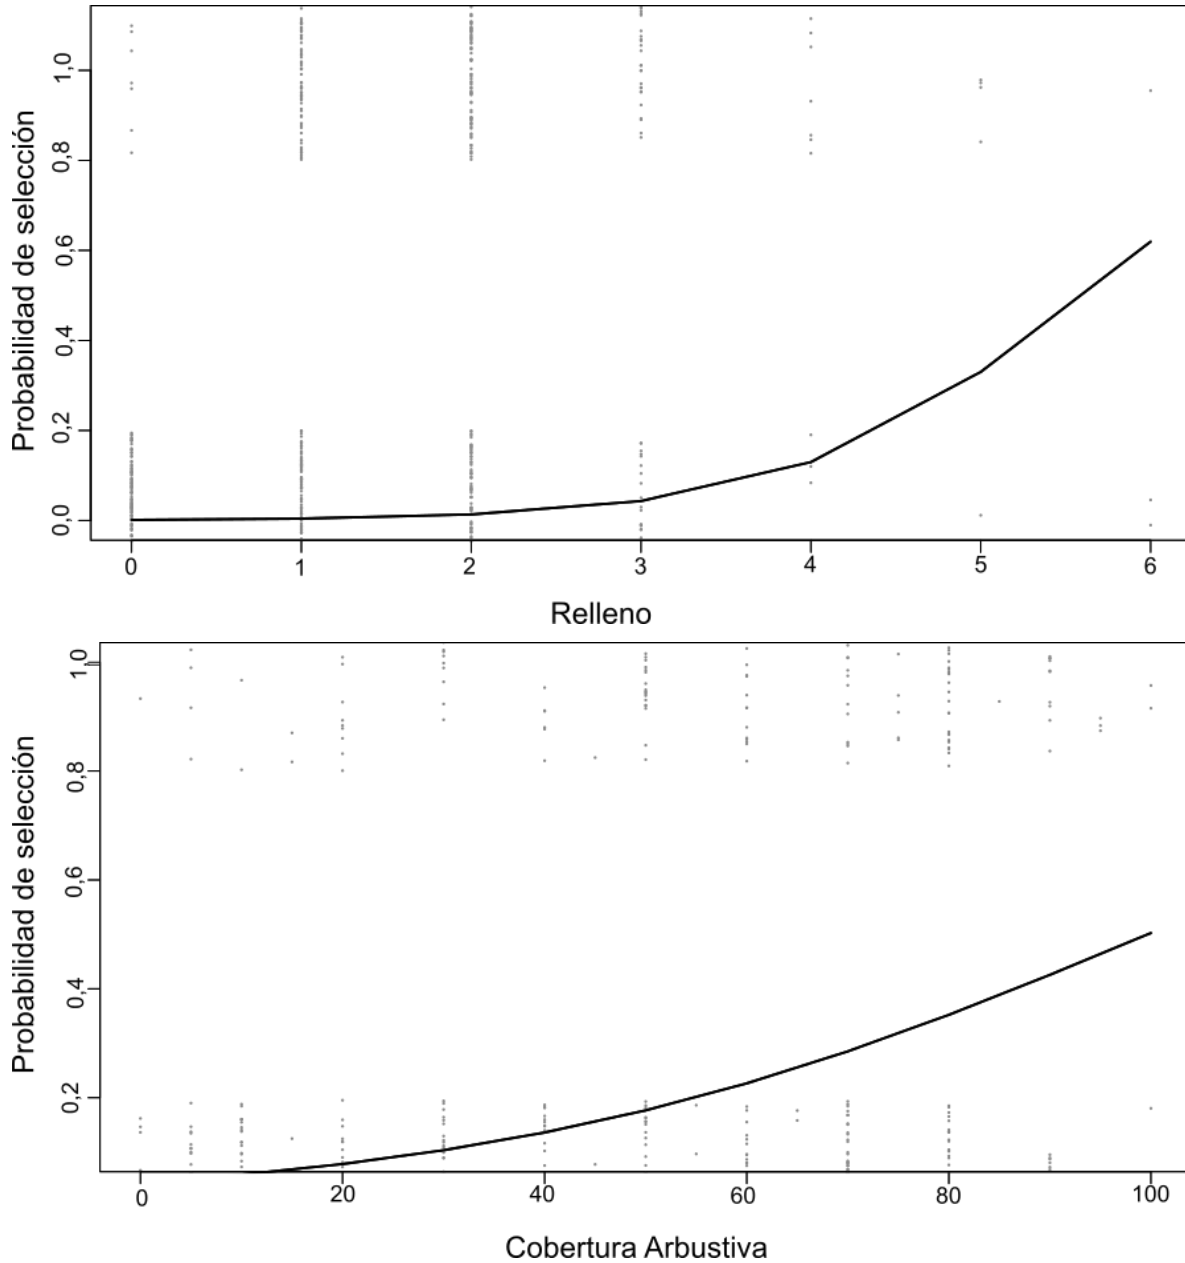 Probabilidad de selección
1,0
0,8
0,6
0,4
0,2
0,0
0 1 2 3 4 5 6
Relleno
Probabilidad de selección
1,0
0,8
0,6
0,4
0,2
0 20 40 60 80 100
Cobertura Arbustiva